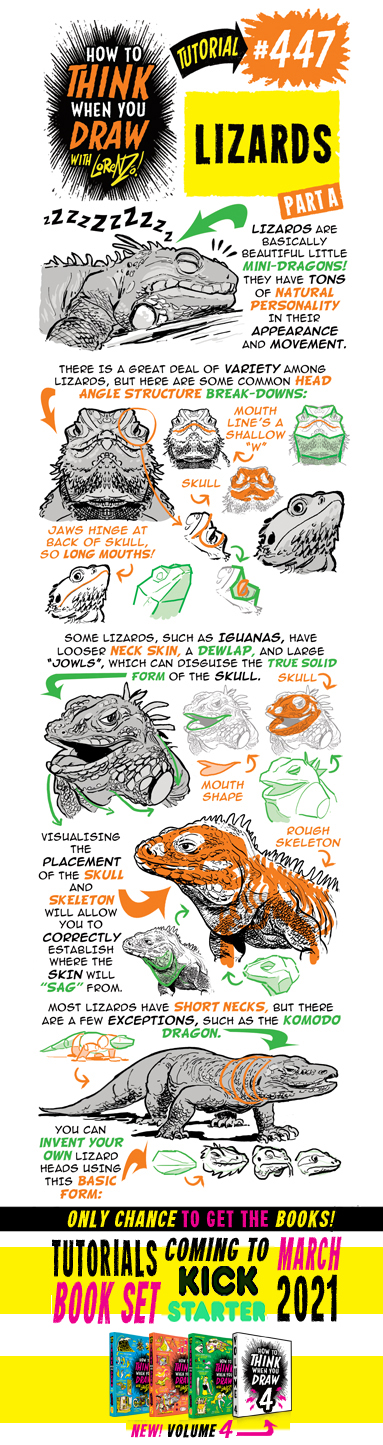 HOW TO
THINK
WHEN YOU
DRAW
WITH LORENZO!
TUTORIAL
#447
LIZARDS
PART A
ZZZZZZZZZZ
LIZARDS ARE
BASICALLY
BEAUTIFUL LITTLE
MINI-DRAGONS!
THEY HAVE TONS
OF NATURAL
PERSONALITY
IN THEIR
APPEARANCE
AND MOVEMENT.
THERE IS A GREAT DEAL OF VARIETY AMONG
LIZARDS, BUT HERE ARE SOME COMMON HEAD
ANGLE STRUCTURE BREAK-DOWNS:
MOUTH
LINE'S A
SHALLOW
"W"
SKULL
JAWS HINGE AT
BACK OF SKULL,
SO LONG MOUTHS!
SOME LIZARDS, SUCH AS IGUANAS, HAVE
LOOSER NECK SKIN, A DEWLAP, AND LARGE
"JOWLS", WHICH CAN DISGUISE THE TRUE SOLID
FORM OF THE SKULL.
SKULL
MOUTH
SHAPE
VISUALISING
THE
PLACEMENT
OF THE SKULL
AND
SKELETON
WILL ALLOW
YOU TO
CORRECTLY
ESTABLISH
WHERE THE
SKIN WILL
"SAG" FROM.
ROUGH
SKELETON
MOST LIZARDS HAVE SHORT NECKS, BUT THERE
ARE A FEW EXCEPTIONS, SUCH AS THE KOMODO
DRAGON.
YOU CAN
INVENT YOUR
OWN LIZARD
HEADS USING
THIS BASIC
FORM:
ONLY CHANCE TO GET THE BOOKS!
TUTORIALS
BOOK SET
COMING TO
KICK
STARTER
MARCH
2021
HOW TO
THINK
WHEN YOU
DRAW
4
NEW! VOLUME 4